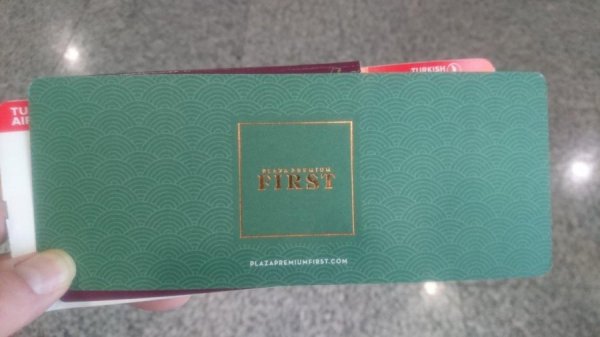 TURKISH
TU
AIR
PLAZA PREMIUM
FIRST
PLAZAPREMIUMFIRST.COM